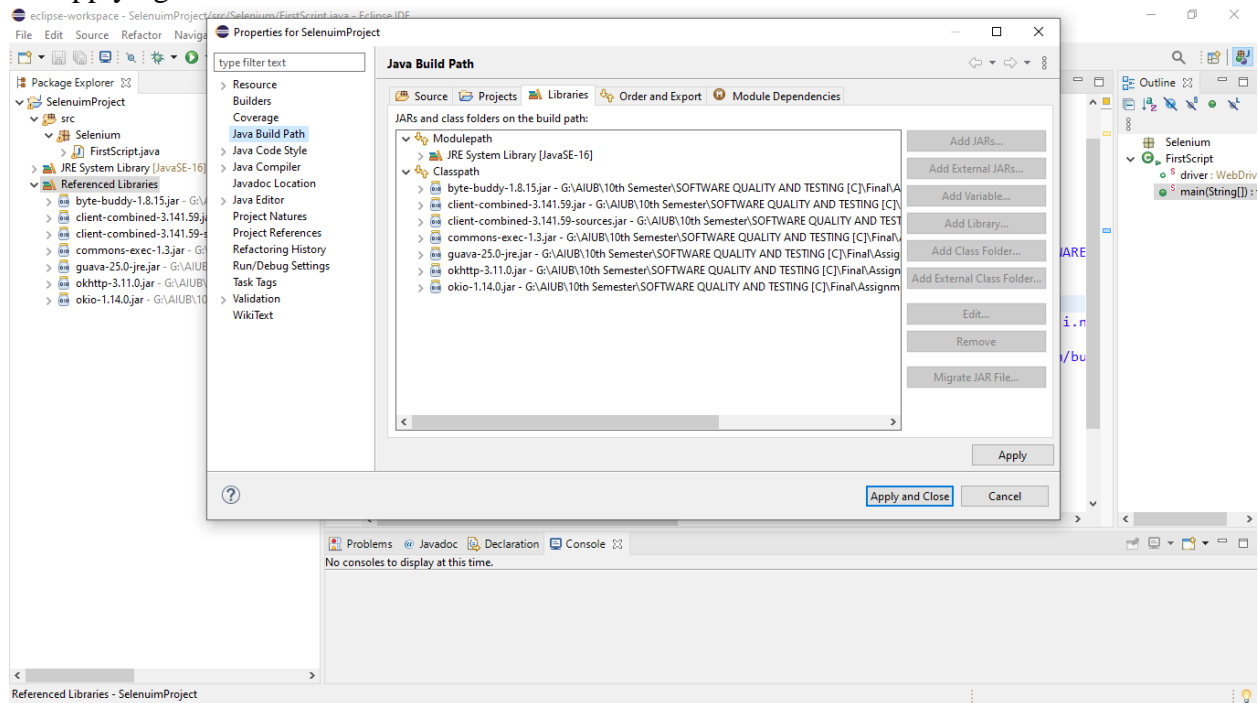 eclipse-workspace - SelenuimProject/src/Selenium/FirstScript.java - Eclipse IDE
File Edit Source Refactor
Package Explorer
SelenuimProject
src
Selenium
FirstScript.java
JRE System Library [JavaSE-16]
Referenced Libraries
byte-buddy-1.8.15.jar - G:\
client-combined-3.141.59.j
client-combined-3.141.59-s
commons-exec-1.3.jar - G:
guava-25.0-jre.jar - G:\AIUB
okhttp-3.11.0.jar - G:\AIUB\
okio-1.14.0.jar - G:\AIUB\10
Properties for SelenuimProject
type filter text
Resource
Builders
Coverage
Java Build Path
Java Code Style
Java Compiler
Javadoc Location
Java Editor
Project Natures
Project References
Refactoring History
Run/Debug Settings
Task Tags
Validation
WikiText
Java Build Path
Source Projects Libraries Order and Export Module Dependencies
JARs and class folders on the build path:
Modulepath
JRE System Library [JavaSE-16]
Classpath
byte-buddy-1.8.15.jar - G:\AIUB\10th Semester\SOFTWARE QUALITY AND TESTING [C]\Final\A
client-combined-3.141.59.jar - G:\AIUB\10th Semester\SOFTWARE QUALITY AND TESTING [C]\
client-combined-3.141.59-sources.jar - G:\AIUB\10th Semester\SOFTWARE QUALITY AND TEST
commons-exec-1.3.jar - G:\AIUB\10th Semester\SOFTWARE QUALITY AND TESTING [C]\Final\
guava-25.0-jre.jar - G:\AIUB\10th Semester\SOFTWARE QUALITY AND TESTING [C]\Final\Assig
okhttp-3.11.0.jar - G:\AIUB\10th Semester\SOFTWARE QUALITY AND TESTING [C]\Final\Assign
okio-1.14.0.jar - G:\AIUB\10th Semester\SOFTWARE QUALITY AND TESTING [C]\Final\Assignm
Add JARs...
Add External JARs...
Add Variable...
Add Library...
Add Class Folder...
Add External Class Folder...
Edit...
Remove
Migrate JAR File...
Apply
Apply and Close Cancel
Outline
Selenium
FirstScript
driver : WebDriv
main(String[]) :
Problems Javadoc Declaration Console
No consoles to display at this time.
Referenced Libraries - SelenuimProject